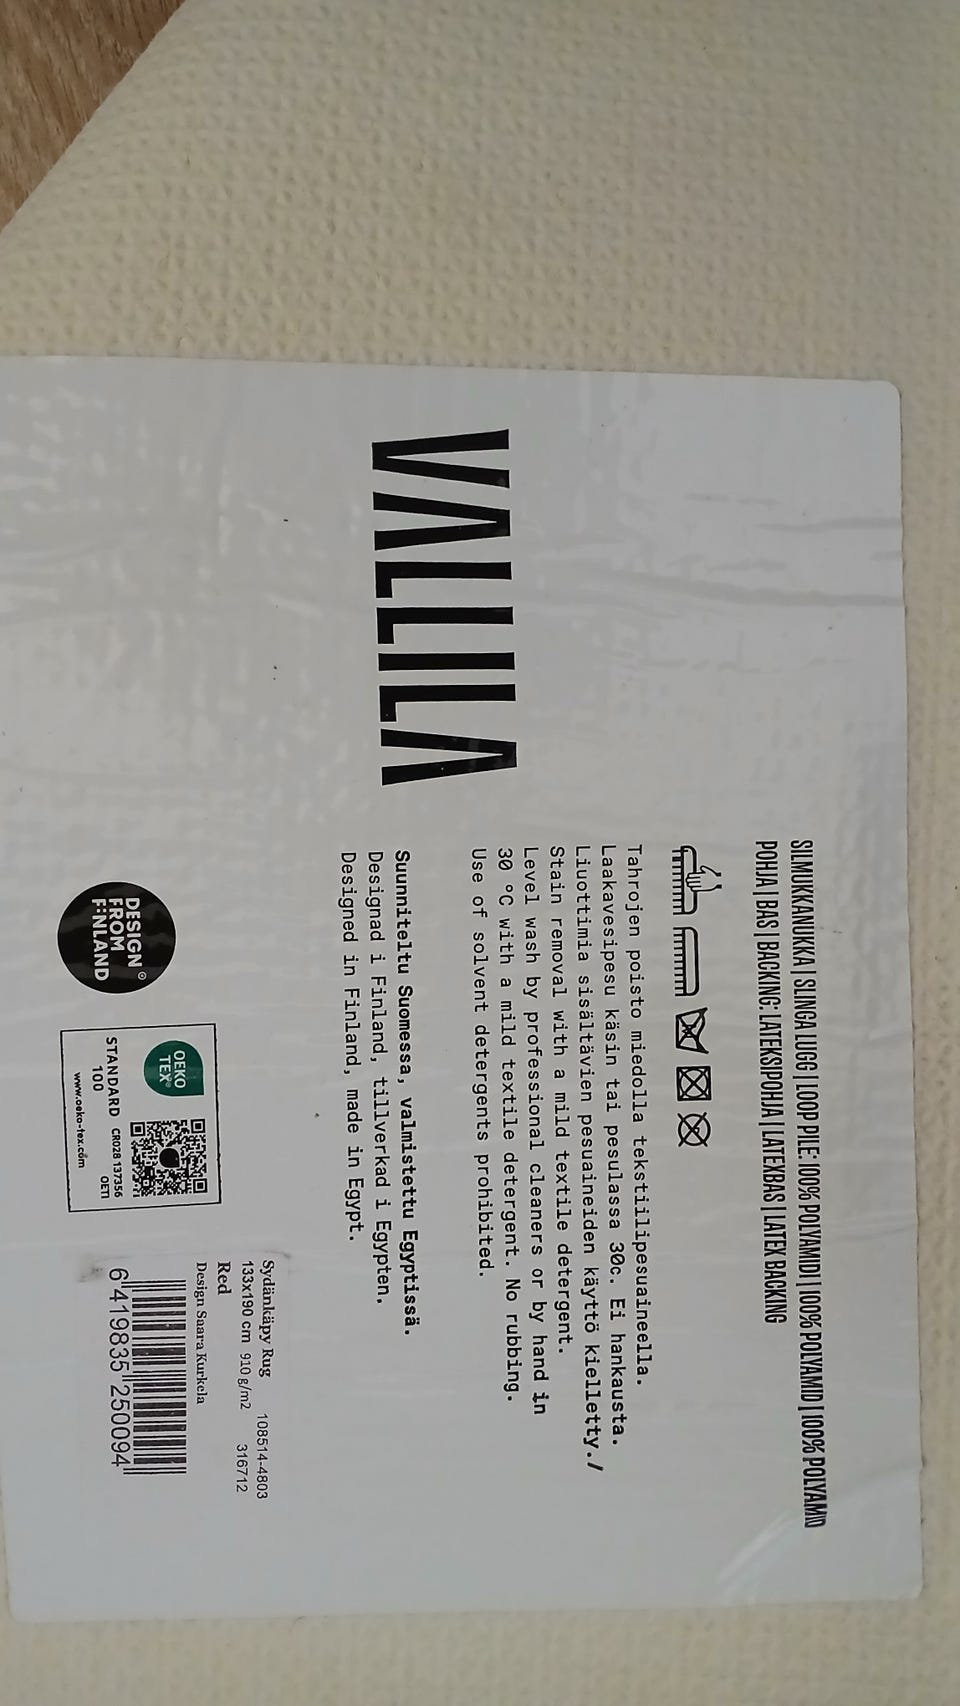 SILMUKKANUKKA | SLINGA LUGG | LOOP PILE: 100% POLYAMIDI | 100% POLYAMID | 100% POLYAMID
POHJA | BAS | BACKING: LATEKSIPOHJA | LATEXBAS | LATEX BACKING
Tahrojen poisto miedolla tekstiilipesuaineella.
Laakavesipesu käsin tai pesulassa 30c. Ei hankausta.
Liuottimia sisältävien pesuaineiden käyttö kielletty./
Stain removal with a mild textile detergent.
Level wash by professional cleaners or by hand in
30 °C with a mild textile detergent. No rubbing.
Use of solvent detergents prohibited.
VALLILA
Suunniteltu Suomessa, valmistettu Egyptissä.
Designad i Finland, tillverkad i Egypten.
Designed in Finland, made in Egypt.
DESIGN®
FROM
FINLAND
OEKO
TEX®
STANDARD
100
CR028 137356
OETI
www.oeko-tex.com
Sydänkäpy Rug 108514-4803
133x190 cm 910 g/m2 316712
Red
Design Saara Kurkela
6 419835 250094